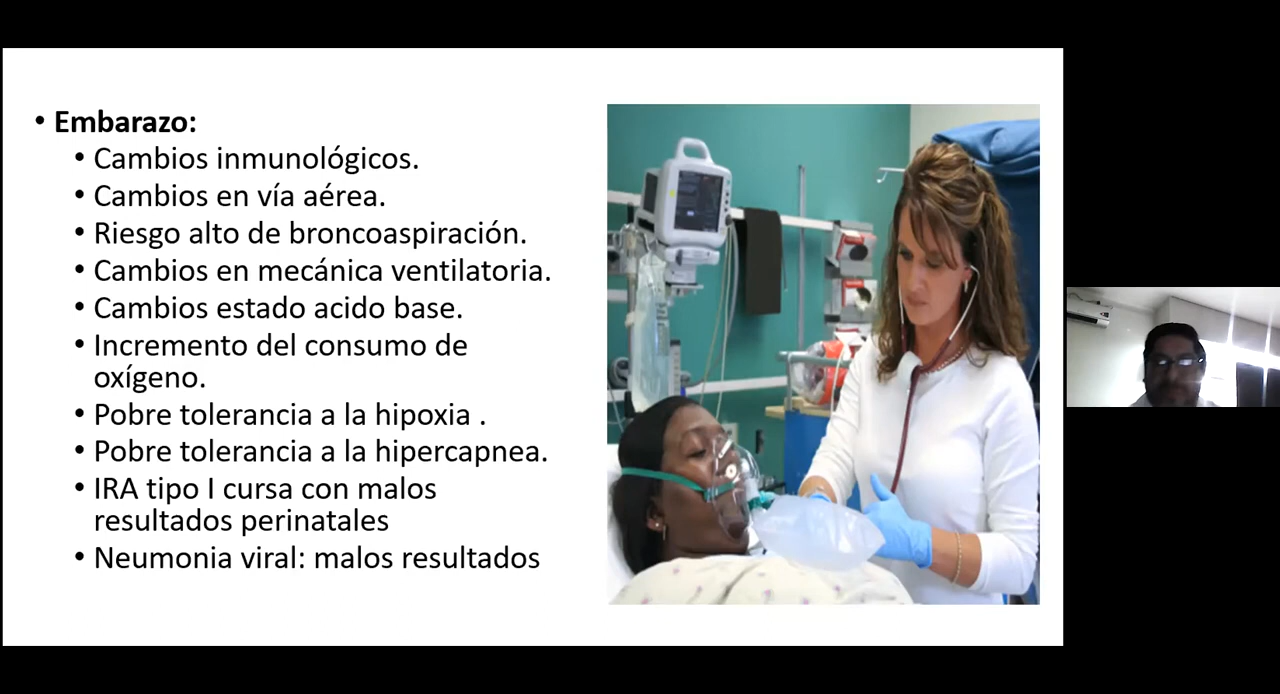 • Embarazo:
• Cambios inmunológicos.
• Cambios en vía aérea.
• Riesgo alto de broncoaspiración.
• Cambios en mecánica ventilatoria.
• Cambios estado acido base.
• Incremento del consumo de
oxígeno.
• Pobre tolerancia a la hipoxia .
• Pobre tolerancia a la hipercapnea.
• IRA tipo I cursa con malos
resultados perinatales
• Neumonia viral: malos resultados